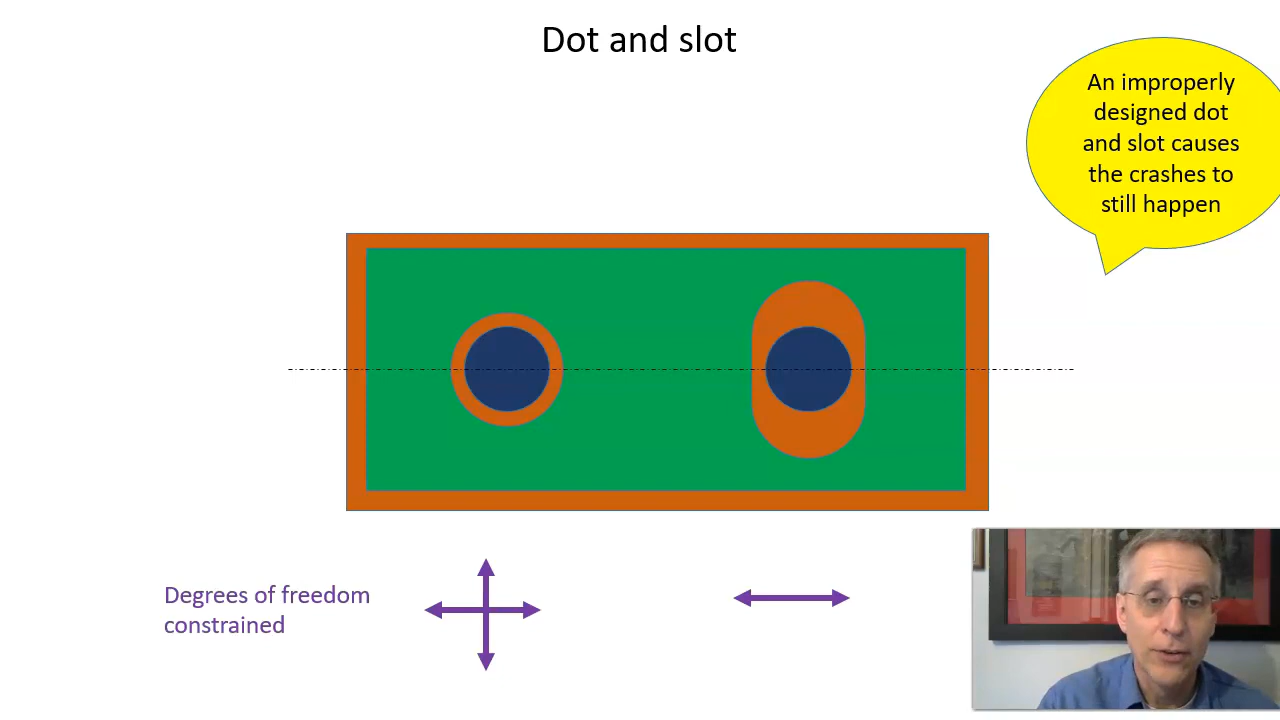 Dot and slot
An improperly
designed dot
and slot causes
the crashes to
still happen
Degrees of freedom
constrained